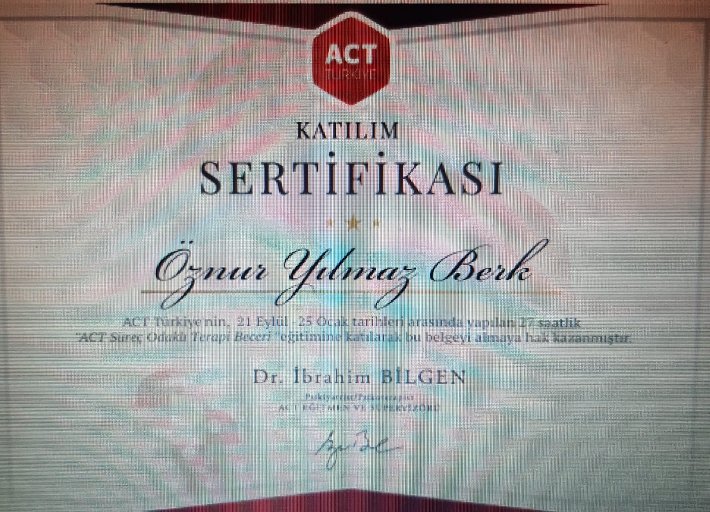 ACT
TÜRKİYE
KATILIM
SERTİFİKASI
Öznur Yılmaz Berk
ACT Türkiye'nin, 21 Eylül -25 Ocak tarihleri arasında yapılan 27 saatlik
"ACT Süreç Odaklı Terapi Beceri "eğitimine katılarak bu belgeyi almaya hak kazanmıştır.
Dr. İbrahim BİLGEN
Psikiyatrist/Psikoterapist
ACT EĞİTMEN VE SÜPERVİZÖRÜ